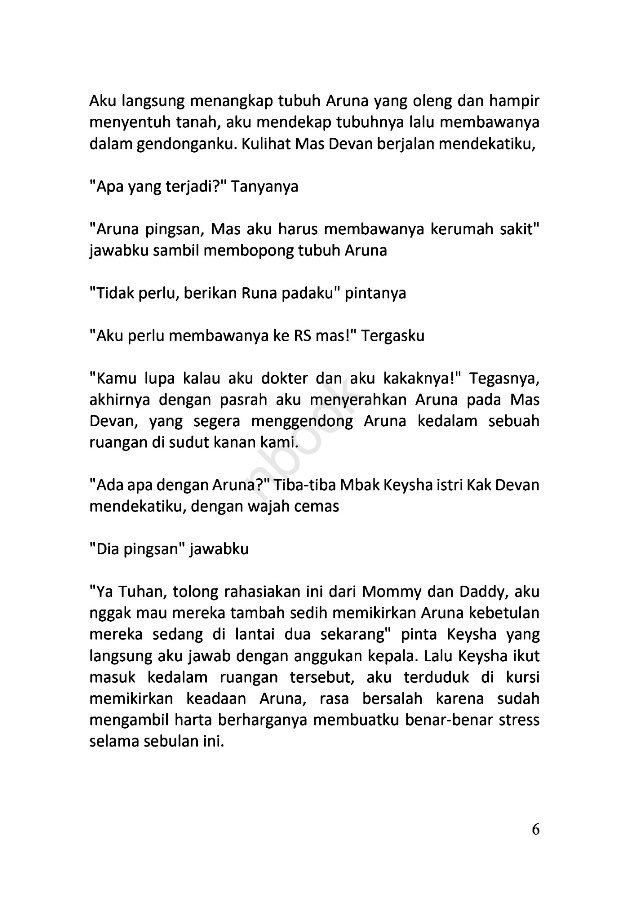 Aku langsung menangkap tubuh Aruna yang oleng dan hampir
menyentuh tanah, aku mendekap tubuhnya lalu membawanya
dalam gendonganku. Kulihat Mas Devan berjalan mendekatiku,
"Apa yang terjadi?" Tanyanya
"Aruna pingsan, Mas aku harus membawanya kerumah sakit"
jawabku sambil membopong tubuh Aruna
"Tidak perlu, berikan Runa padaku" pintanya
"Aku perlu membawanya ke RS mas!" Tergasku
"Kamu lupa kalau aku dokter dan aku kakaknya!" Tegasnya,
akhirnya dengan pasrah aku menyerahkan Aruna pada Mas
Devan, yang segera menggendong Aruna kedalam sebuah
ruangan di sudut kanan kami.
"Ada apa dengan Aruna?" Tiba-tiba Mbak Keysha istri Kak Devan
mendekatiku, dengan wajah cemas
"Dia pingsan" jawabku
"Ya Tuhan, tolong rahasiakan ini dari Mommy dan Daddy, aku
nggak mau mereka tambah sedih memikirkan Aruna kebetulan
mereka sedang di lantai dua sekarang" pinta Keysha yang
langsung aku jawab dengan anggukan kepala. Lalu Keysha ikut
masuk kedalam ruangan tersebut, aku terduduk di kursi
memikirkan keadaan Aruna, rasa bersalah karena sudah
mengambil harta berharganya membuatku benar-benar stress
selama sebulan ini.
nbook
6